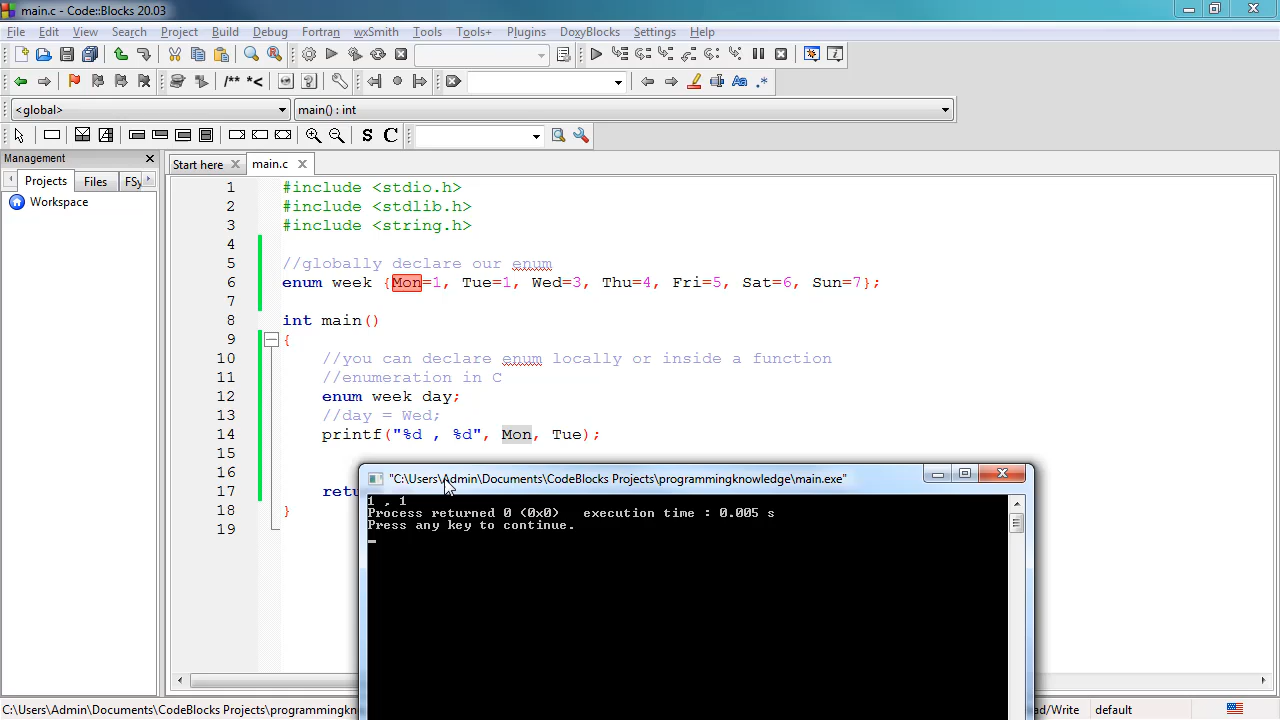 main.c - Code::Blocks 20.03
File Edit View Search Project Build Debug Fortran wxSmith Tools Tools+ Plugins DoxyBlocks Settings Help
/** *<
<global> main() : int
S C
Management
Start here main.c
Projects Files FSy
Workspace
1 #include <stdio.h>
2 #include <stdlib.h>
3 #include <string.h>
4
5 //globally declare our enum
6 enum week {Mon=1, Tue=1, Wed=3, Thu=4, Fri=5, Sat=6, Sun=7};
7
8 int main()
9 {
10 //you can declare enum locally or inside a function
11 //enumeration in C
12 enum week day;
13 //day = Wed;
14 printf("%d , %d", Mon, Tue);
15
16
17 retu
18 }
19
"C:\Users\Admin\Documents\CodeBlocks Projects\programmingknowledge\main.exe"
1 , 1
Process returned 0 (0x0) execution time : 0.005 s
Press any key to continue.
C:\Users\Admin\Documents\CodeBlocks Projects\programmingkn ad/Write default